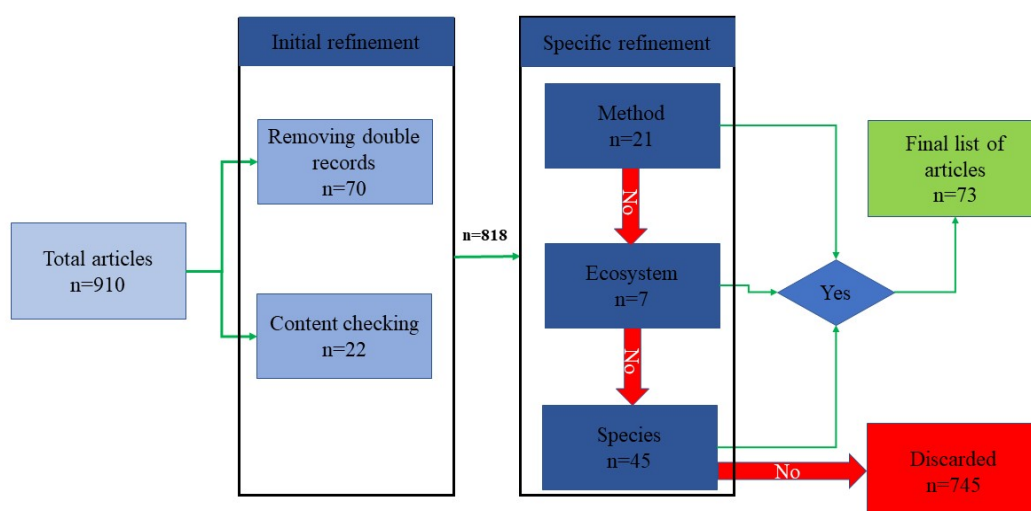 Initial refinement
Specific refinement
Total articles
n=910
Removing double
records
n=70
Content checking
n=22
n=818
Method
n=21
No
Ecosystem
n=7
No
Species
n=45
No
Yes
Final list of
articles
n=73
Discarded
n=745